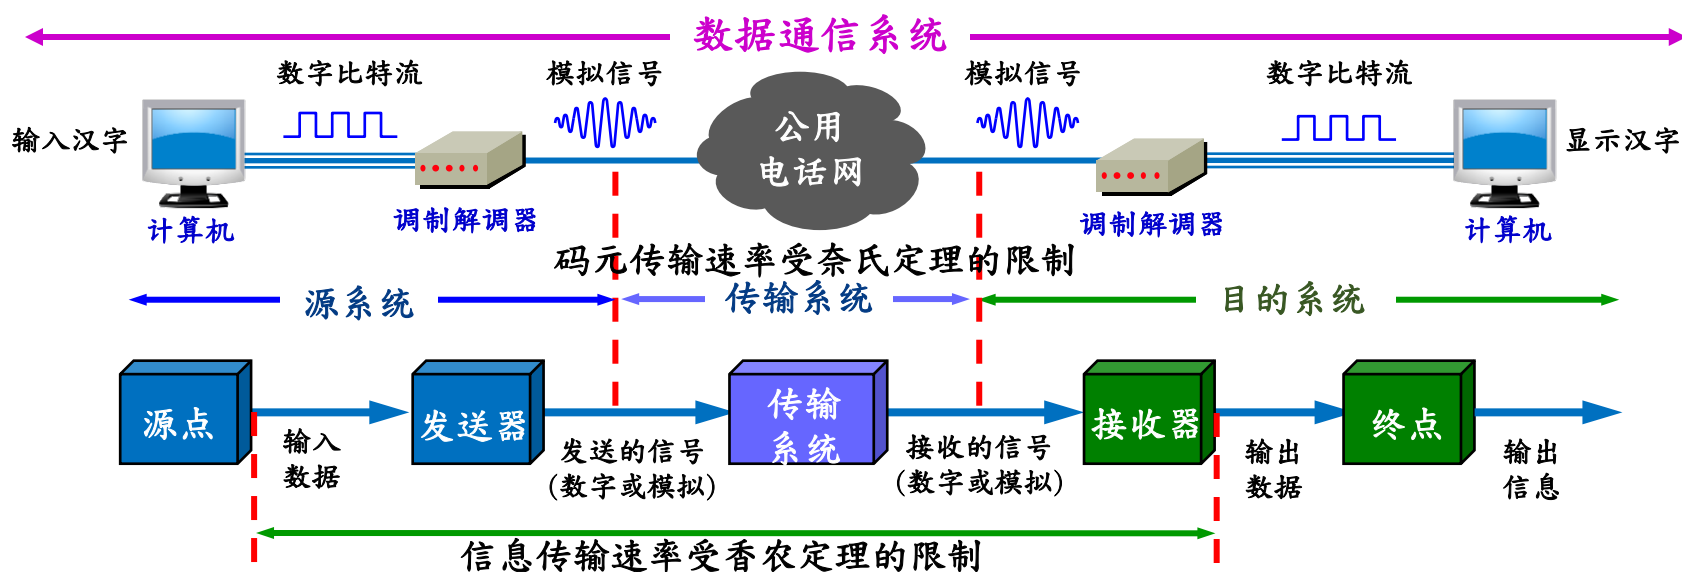 数据通信系统
数字比特流
模拟信号
模拟信号
数字比特流
输入汉字
公用
电话网
显示汉字
计算机
调制解调器
调制解调器
计算机
码元传输速率受奈氏定理的限制
源系统
传输系统
目的系统
源点
发送器
传输
系统
接收器
终点
输入
数据
发送的信号
(数字或模拟)
接收的信号
(数字或模拟)
输出
数据
输出
信息
信息传输速率受香农定理的限制